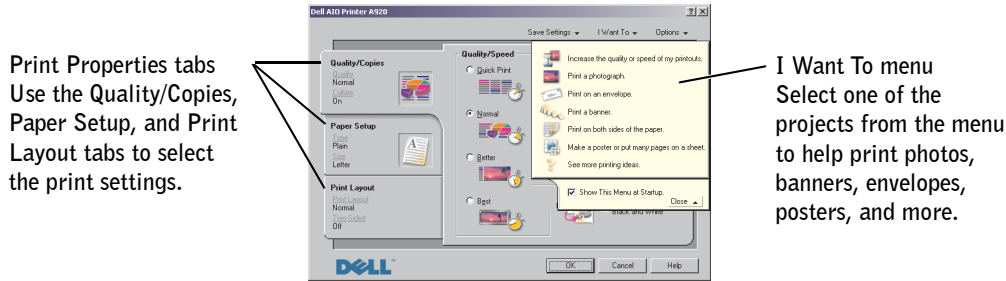 Print Properties tabs
Use the Quality/Copies,
Paper Setup, and Print
Layout tabs to select
the print settings.
Dell AIO Printer A920
Save Settings
I Want To
Options
Quality/Copies
Quality
Normal
Collate
On
Paper Setup
Type
Plain
Size
Letter
Print Layout
Print Layout
Normal
Two-Sided
Off
Quality/Speed
Quick Print
Normal
Better
Best
Increase the quality or speed of my printouts.
Print a photograph.
Print on an envelope.
Print a banner.
Print on both sides of the paper.
Make a poster or put many pages on a sheet.
See more printing ideas.
Show This Menu at Startup.
Close
Black and White
DELL™
OK
Cancel
Help
I Want To menu
Select one of the
projects from the menu
to help print photos,
banners, envelopes,
posters, and more.